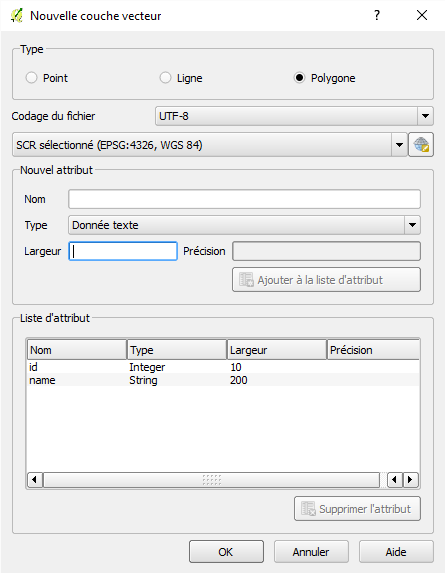 Nouvelle couche vecteur
Type
Point Ligne Polygone
Codage du fichier UTF-8
SCR sélectionné (EPSG:4326, WGS 84)
Nouvel attribut
Nom
Type Donnée texte
Largeur Précision
Ajouter à la liste d'attribut
Liste d'attribut
Nom Type Largeur Précision
id Integer 10
name String 200
Supprimer l'attribut
OK Annuler Aide